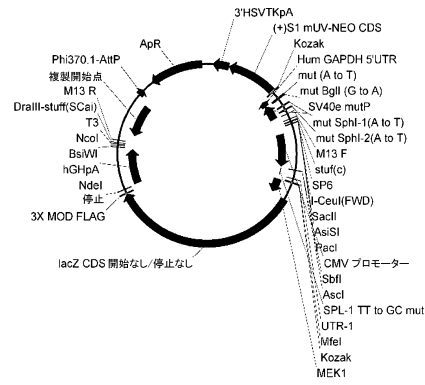 3'HSVTKpA
(+)S1 mUV-NEO CDS
Kozak
Hum GAPDH 5'UTR
mut (A to T)
mut BglI (G to A)
SV40e mutP
mut SphI-1(A to T)
mut SphI-2(A to T)
M13 F
stuf(c)
SP6
I-CeuI(FWD)
SacII
AsiSI
PacI
CMV プロモーター
SbfI
AscI
SPL-1 TT to GC mut
UTR-1
MfeI
Kozak
MEK1
lacZ CDS 開始なし/停止なし
3X MOD FLAG
停止
NdeI
hGHpA
BsiWI
NcoI
T3
DraIII-stuff(SCai)
M13 R
複製開始点
Phi370.1-AttP
ApR